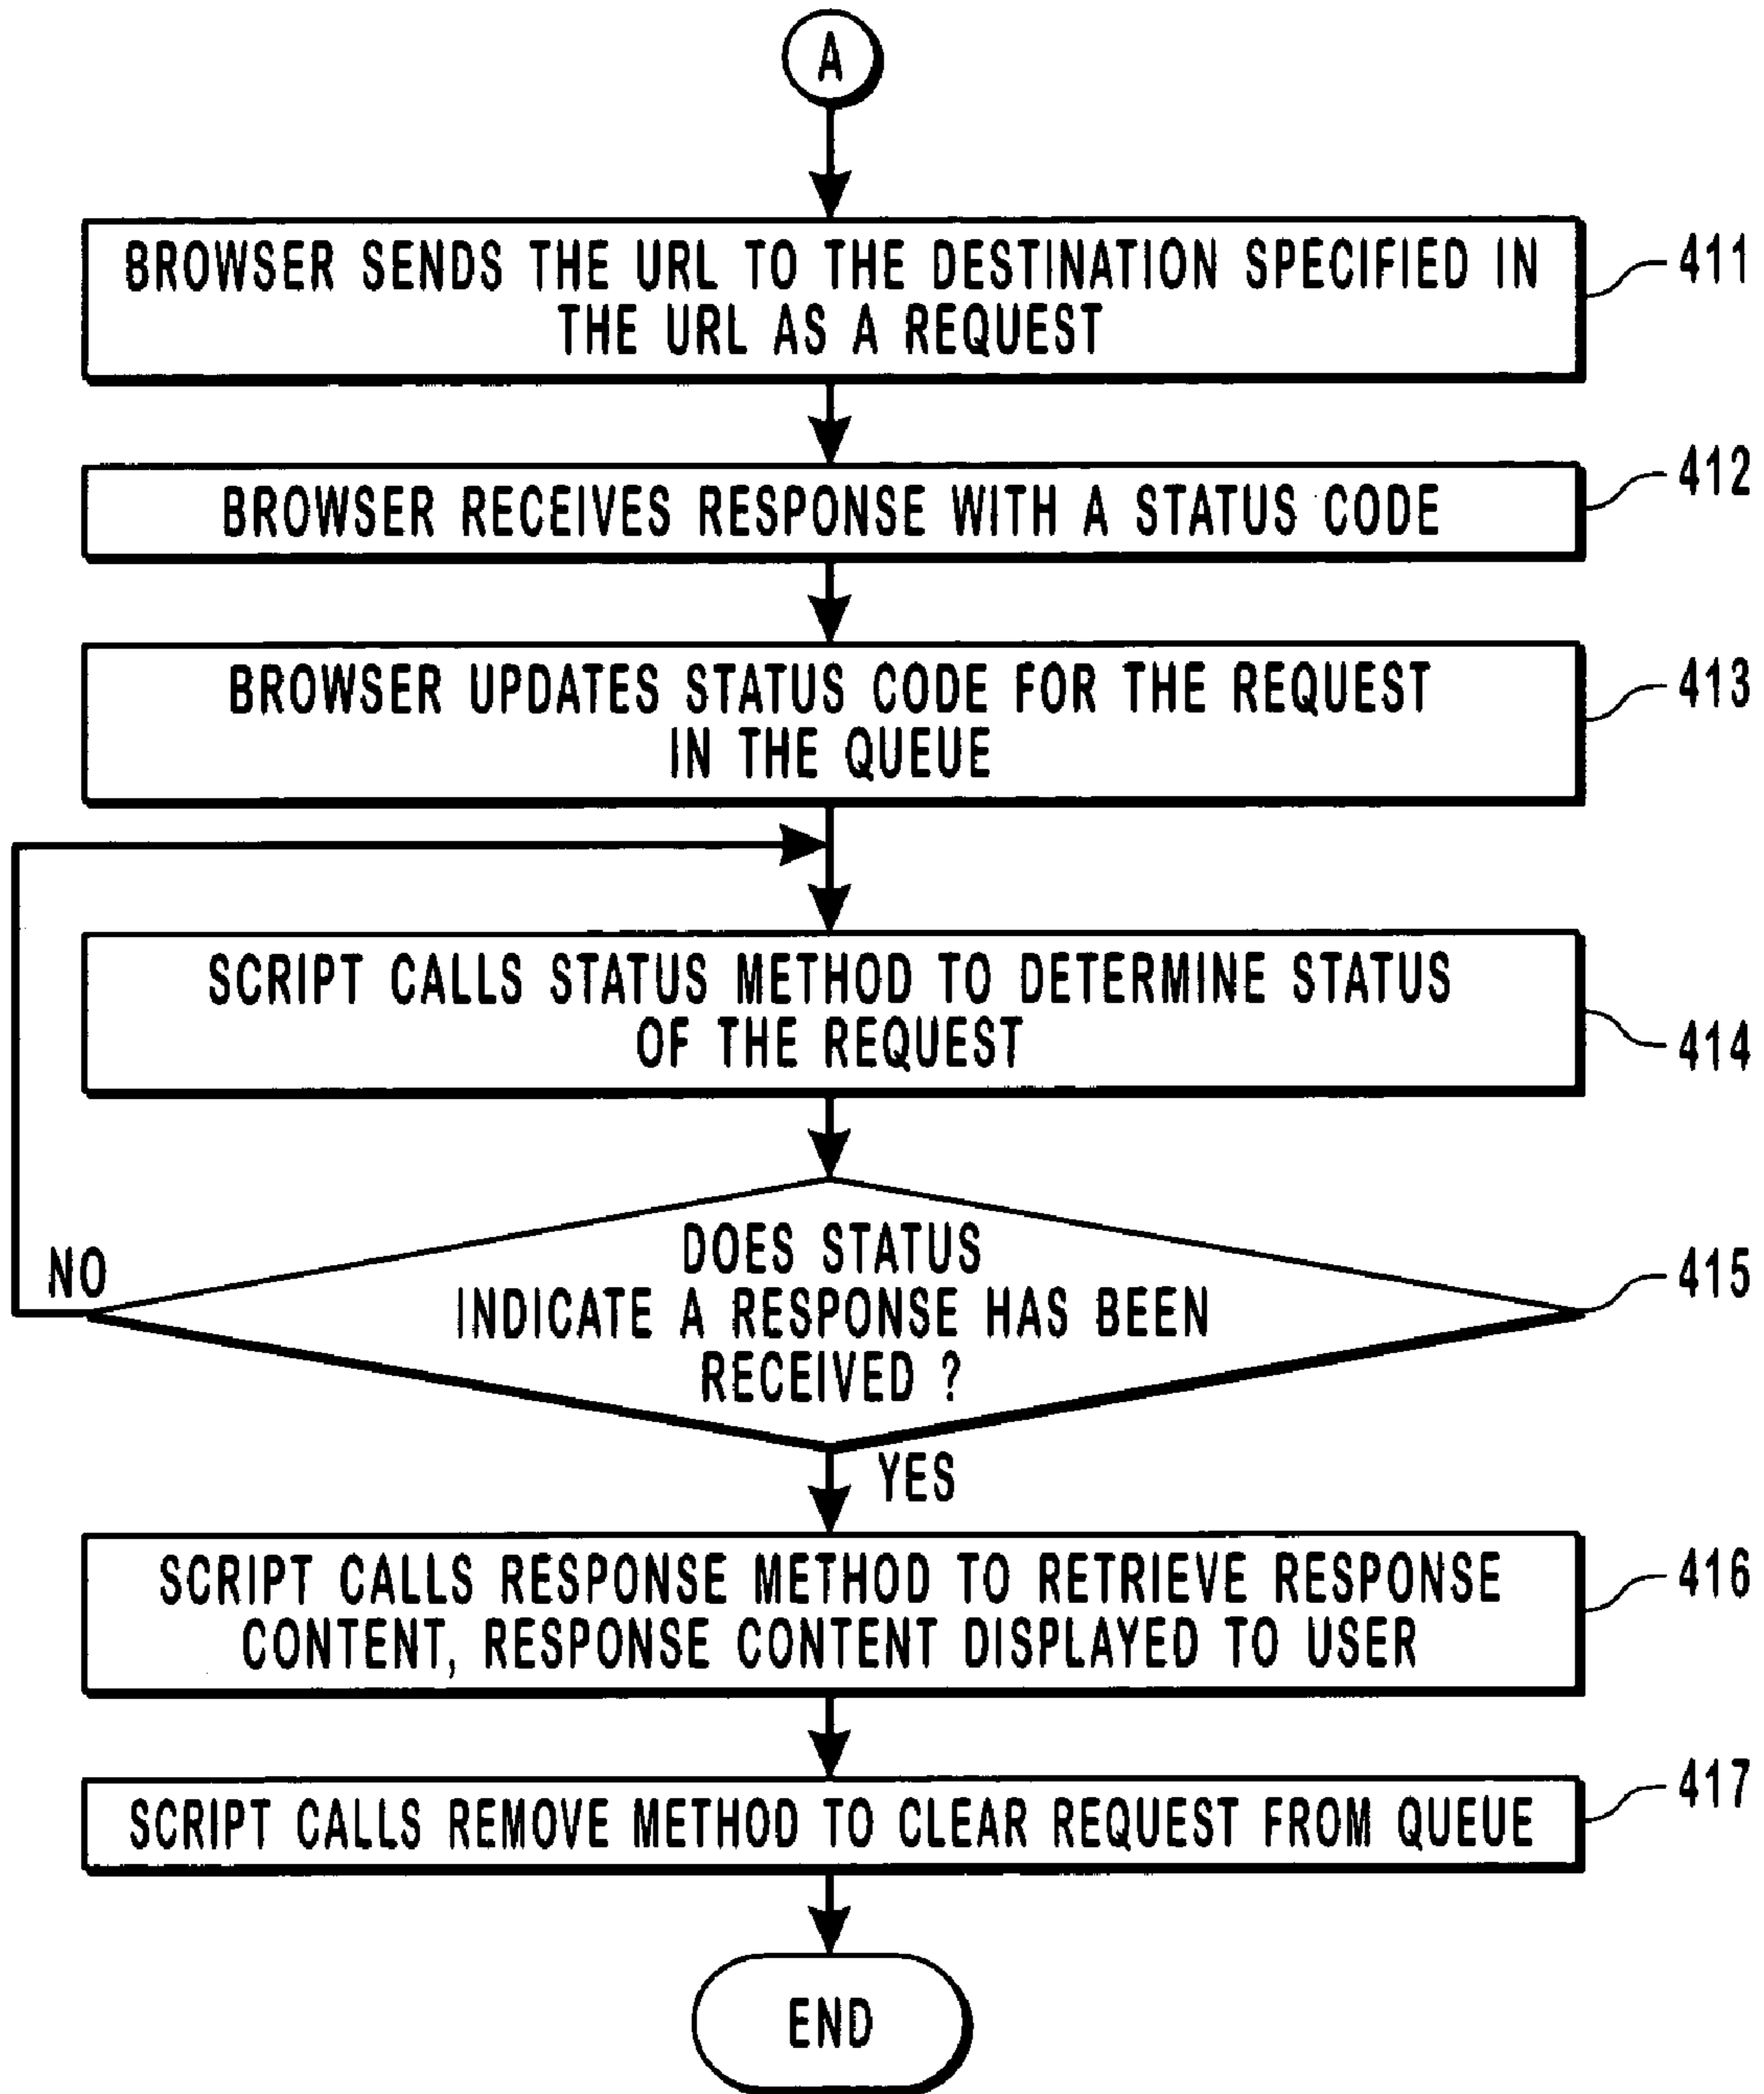 A
BROWSER SENDS THE URL TO THE DESTINATION SPECIFIED IN
THE URL AS A REQUEST
411
BROWSER RECEIVES RESPONSE WITH A STATUS CODE
412
BROWSER UPDATES STATUS CODE FOR THE REQUEST
IN THE QUEUE
413
SCRIPT CALLS STATUS METHOD TO DETERMINE STATUS
OF THE REQUEST
414
DOES STATUS
INDICATE A RESPONSE HAS BEEN
RECEIVED ?
415
NO
YES
SCRIPT CALLS RESPONSE METHOD TO RETRIEVE RESPONSE
CONTENT, RESPONSE CONTENT DISPLAYED TO USER
416
SCRIPT CALLS REMOVE METHOD TO CLEAR REQUEST FROM QUEUE
417
END